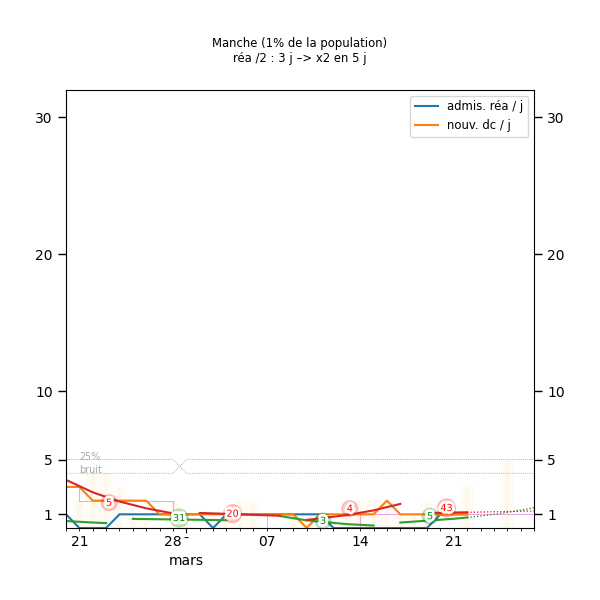 Manche (1% de la population)
réa /2 : 3 j –> x2 en 5 j
admis. réa / j
nouv. dc / j
30 30
20 20
10 10
5 5
25%
bruit
5 31 20 3 4 5 43
1 1
21 28 - 07 14 21
mars